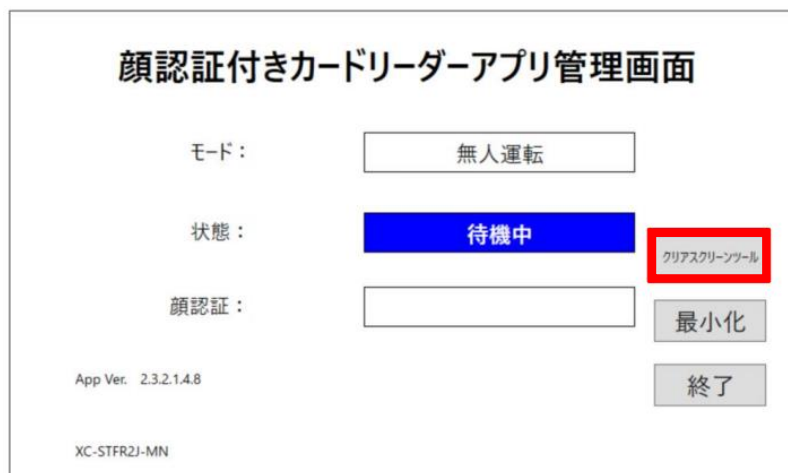 顔認証付きカードリーダーアプリ管理画面
モード：
無人運転
状態：
待機中
クリアスクリーンツール
顔認証：
最小化
App Ver. 2.3.2.1.4.8
終了
XC-STFR2J-MN